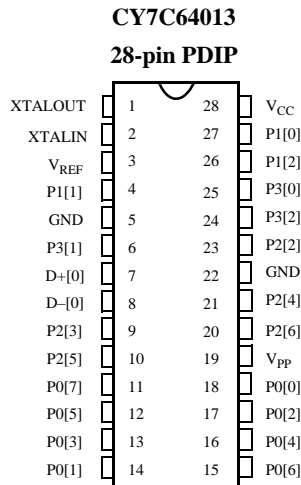 CY7C64013
28-pin PDIP
XTALOUT 1 28 VCC
XTALIN 2 27 P1[0]
VREF 3 26 P1[2]
P1[1] 4 25 P3[0]
GND 5 24 P3[2]
P3[1] 6 23 P2[2]
D+[0] 7 22 GND
D–[0] 8 21 P2[4]
P2[3] 9 20 P2[6]
P2[5] 10 19 VPP
P0[7] 11 18 P0[0]
P0[5] 12 17 P0[2]
P0[3] 13 16 P0[4]
P0[1] 14 15 P0[6]